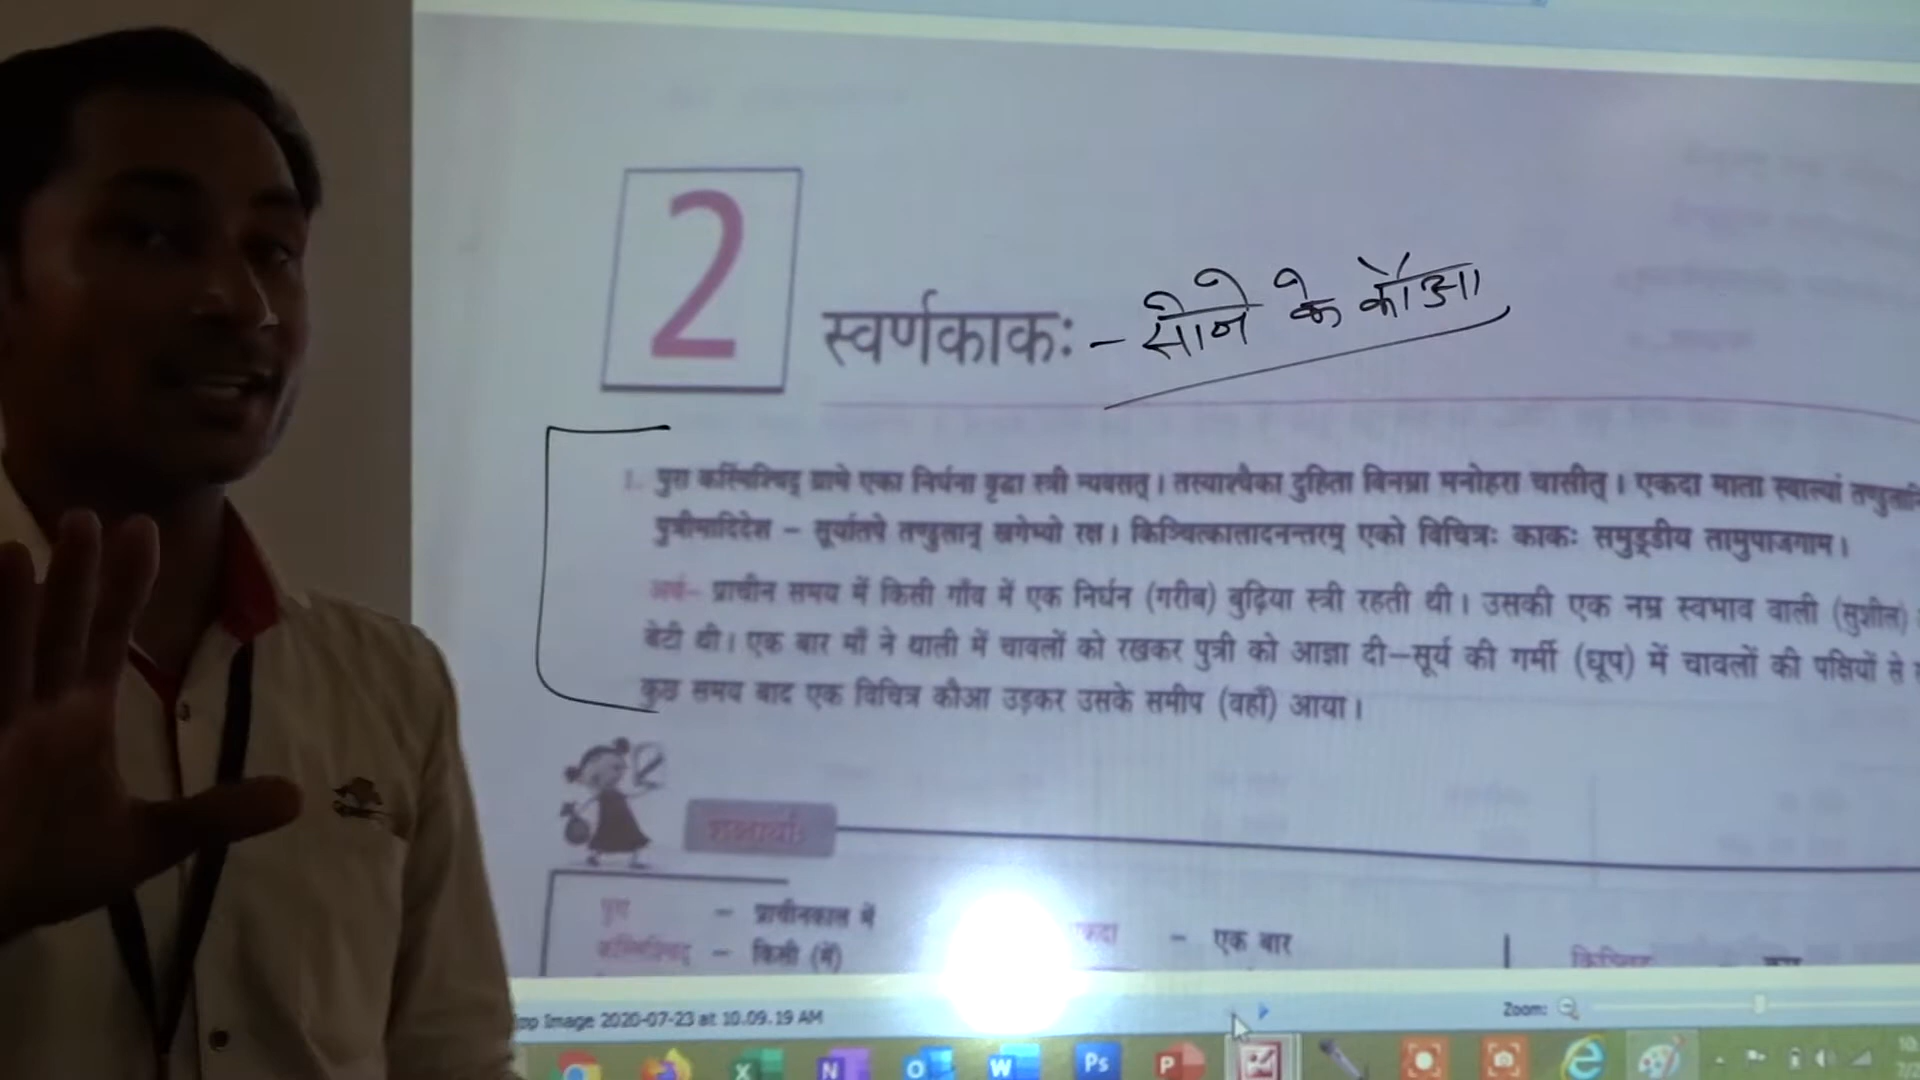 2
स्वर्णकाकः - सोने के कौआ
1. पुरा कस्मिंश्चिद् ग्रामे एका निर्धना वृद्धा स्त्री न्यवसत्। तस्याश्चैका दुहिता विनम्रा मनोहरा चासीत्। एकदा माता स्थाल्यां
पुत्रीमादिदेश – सूर्यातपे तण्डुलान् खगेभ्यो रक्ष। किञ्चित्कालादनन्तरम् एको विचित्रः काकः समुड्डीय तामुपाजगाम।
अर्थ– प्राचीन समय में किसी गाँव में एक निर्धन (गरीब) बुढ़िया स्त्री रहती थी। उसकी एक नम्र स्वभाव वाली (सुशील)
बेटी थी। एक बार माँ ने थाली में चावलों को रखकर पुत्री को आज्ञा दी–सूर्य की गर्मी (धूप) में चावलों की पक्षियों से
कुछ समय बाद एक विचित्र कौआ उड़कर उसके समीप (वहाँ) आया।
शब्दार्थाः
पुरा – प्राचीनकाल में
कस्मिंश्चिद् – किसी (में)
एकदा – एक बार
Image 2020-07-23 at 10.09.19 AM
Zoom: